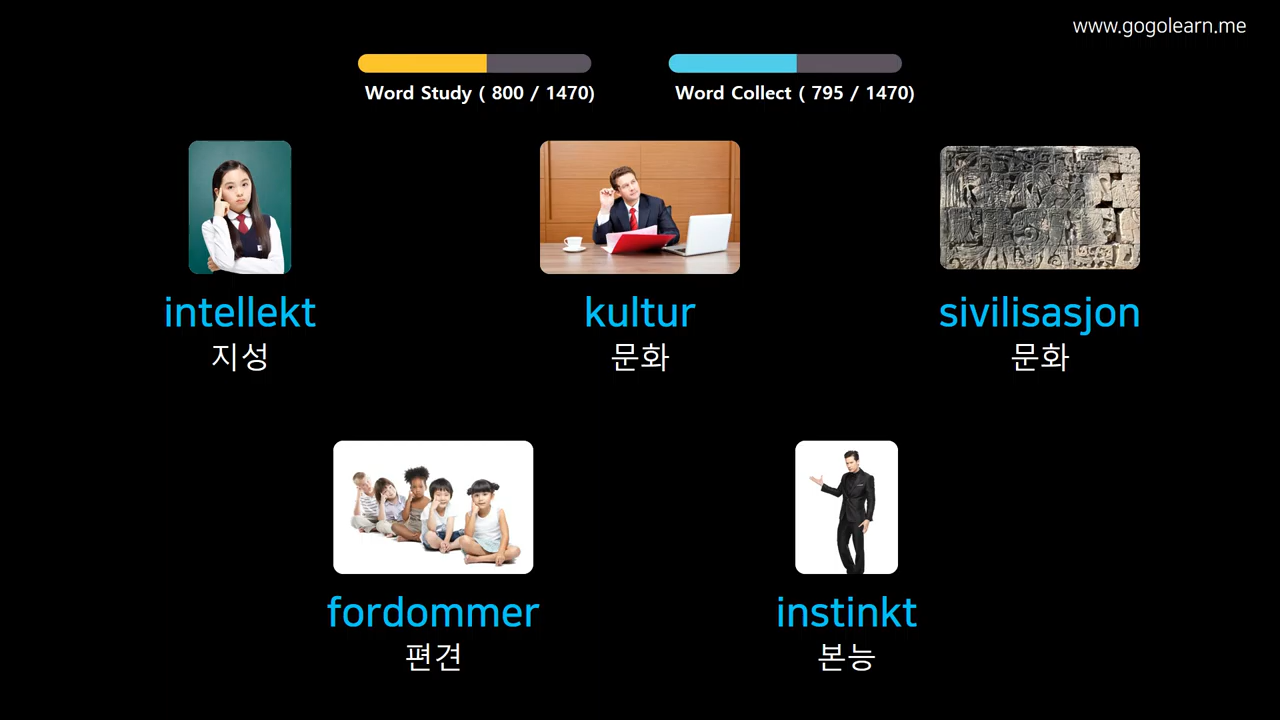 www.gogolearn.me
Word Study ( 800 / 1470)
Word Collect ( 795 / 1470)
intellekt
지성
kultur
문화
sivilisasjon
문화
fordommer
편견
instinkt
본능